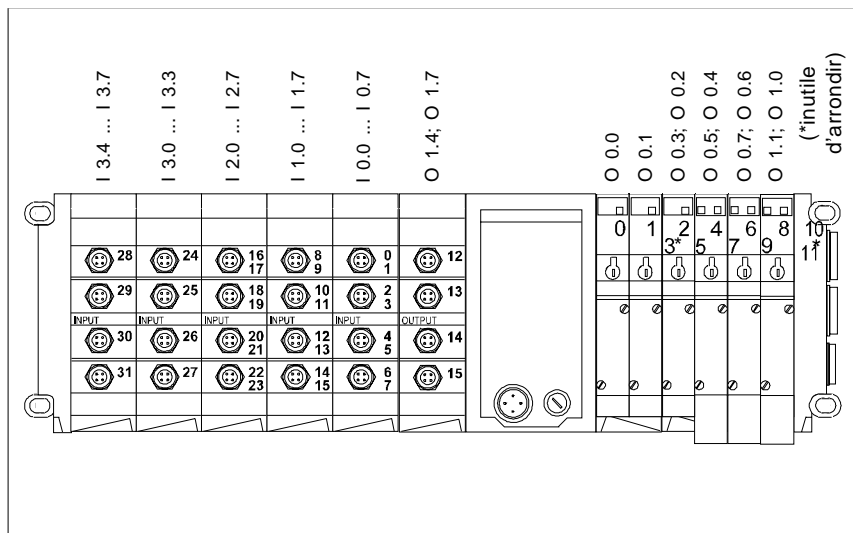 I 3.4 ... I 3.7
I 3.0 ... I 3.3
I 2.0 ... I 2.7
I 1.0 ... I 1.7
I 0.0 ... I 0.7
O 1.4; O 1.7
O 0.0
O 0.1
O 0.3; O 0.2
O 0.5; O 0.4
O 0.7; O 0.6
O 1.1; O 1.0
(*inutile
d'arrondir)
0 1 2 4 6 8 10
3* 5 7 9 11*
28 24 16 8 0 12
17 9 1
29 25 18 10 2 13
19 11 3
INPUT INPUT INPUT INPUT INPUT OUTPUT
30 26 20 12 4 14
21 13 5
31 27 22 14 6 15
23 15 7